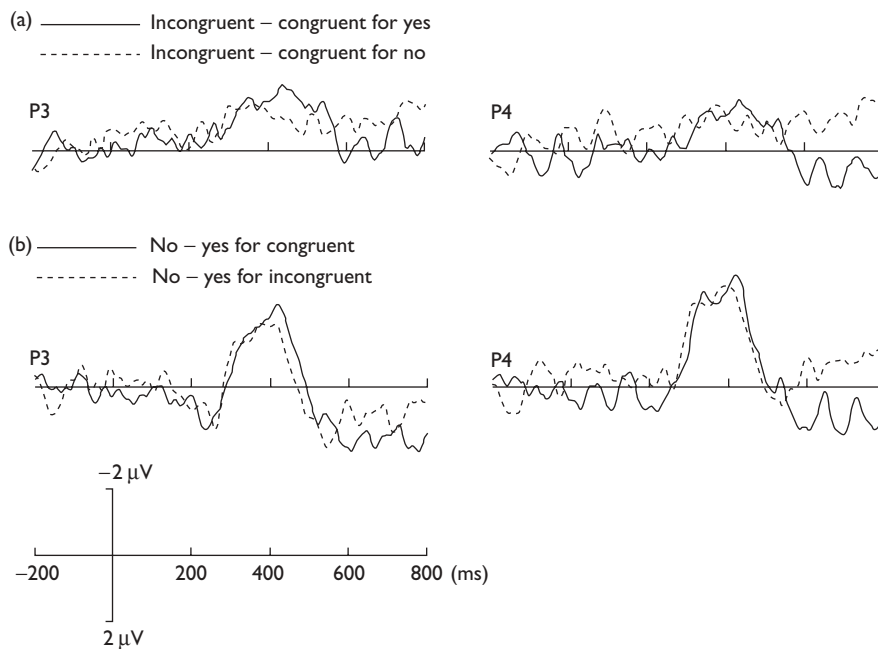 (a) Incongruent – congruent for yes
Incongruent – congruent for no
P3
P4
(b) No – yes for congruent
No – yes for incongruent
P3
P4
−2 μV
−200 200 400 600 800 (ms)
2 μV